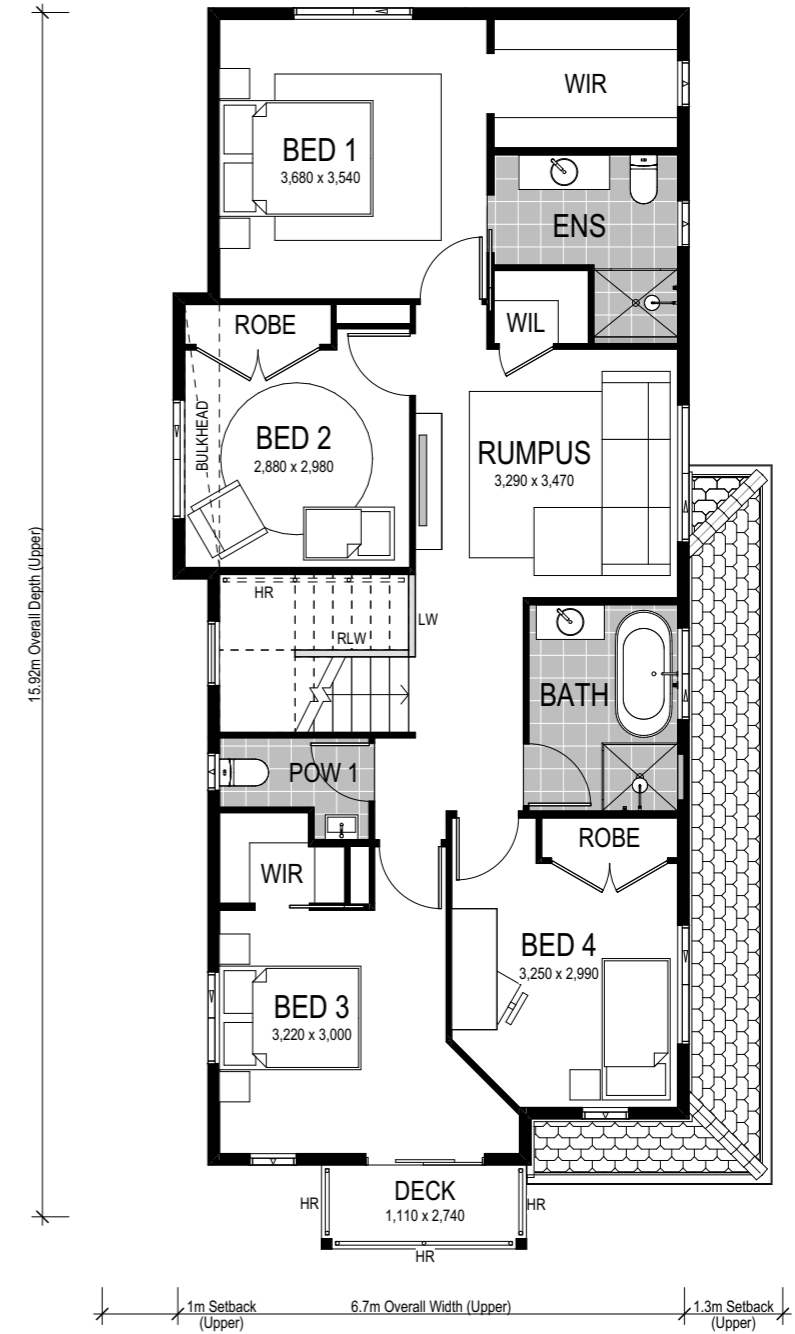 WIR
BED 1
3,680 x 3,540
ENS
ROBE
WIL
BULKHEAD
BED 2
2,880 x 2,980
RUMPUS
3,290 x 3,470
15.92m Overall Depth (Upper)
HR
LW
RLW
BATH
POW 1
ROBE
WIR
BED 4
3,250 x 2,990
BED 3
3,220 x 3,000
DECK
1,110 x 2,740
HR
HR
HR
1m Setback
(Upper)
6.7m Overall Width (Upper)
1.3m Setback
(Upper)